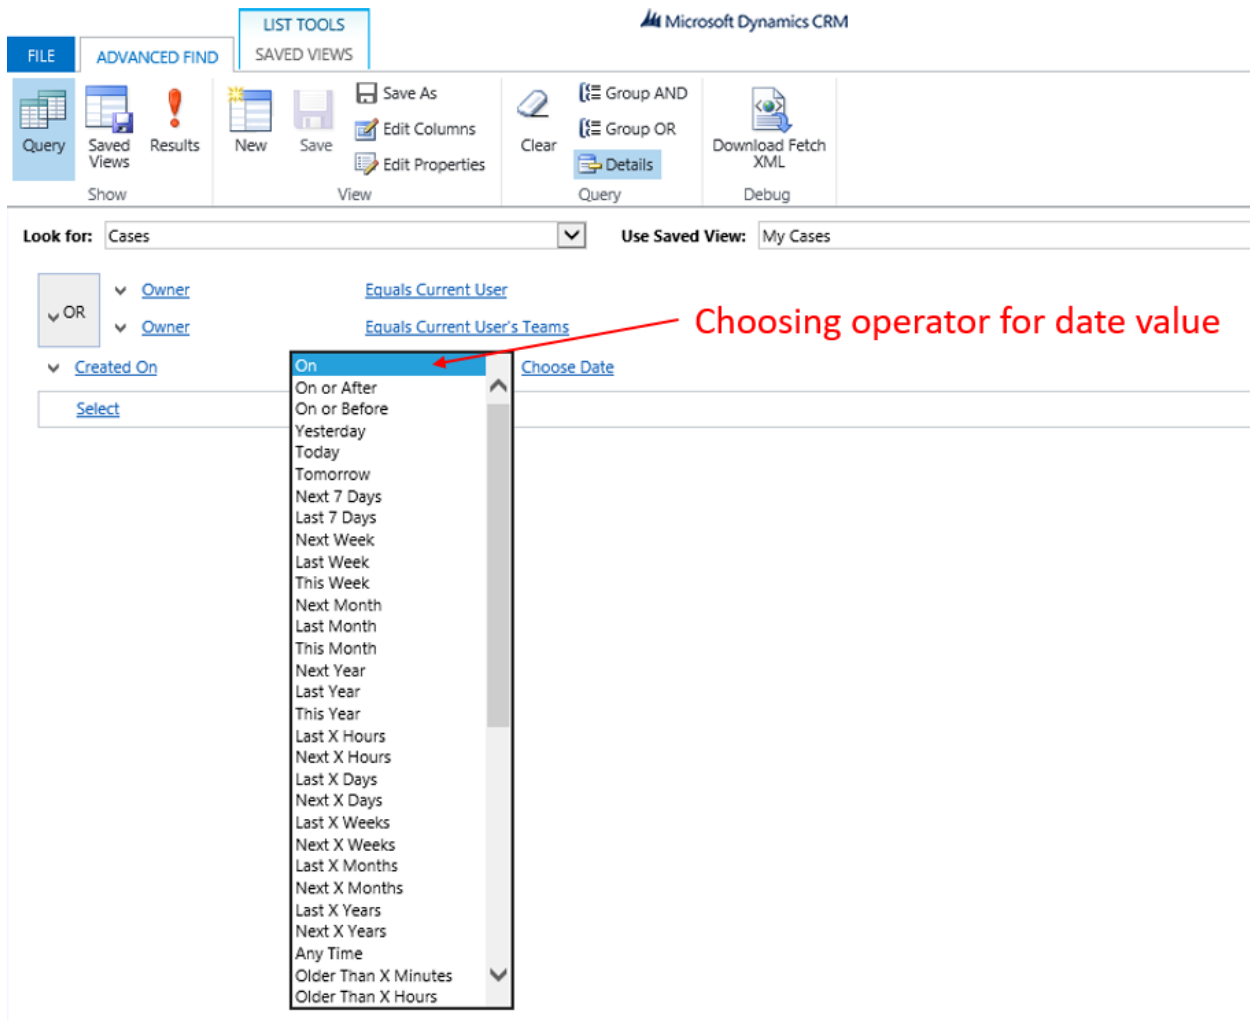 LIST TOOLS
Microsoft Dynamics CRM
FILE
ADVANCED FIND
SAVED VIEWS
Query
Saved Views
Results
New
Save
Save As
Edit Columns
Edit Properties
Clear
Group AND
Group OR
Details
Download Fetch XML
Show
View
Query
Debug
Look for: Cases
Use Saved View: My Cases
OR
Owner Equals Current User
Owner Equals Current User's Teams
Choosing operator for date value
Created On
On
Choose Date
Select
On or After
On or Before
Yesterday
Today
Tomorrow
Next 7 Days
Last 7 Days
Next Week
Last Week
This Week
Next Month
Last Month
This Month
Next Year
Last Year
This Year
Last X Hours
Next X Hours
Last X Days
Next X Days
Last X Weeks
Next X Weeks
Last X Months
Next X Months
Last X Years
Next X Years
Any Time
Older Than X Minutes
Older Than X Hours